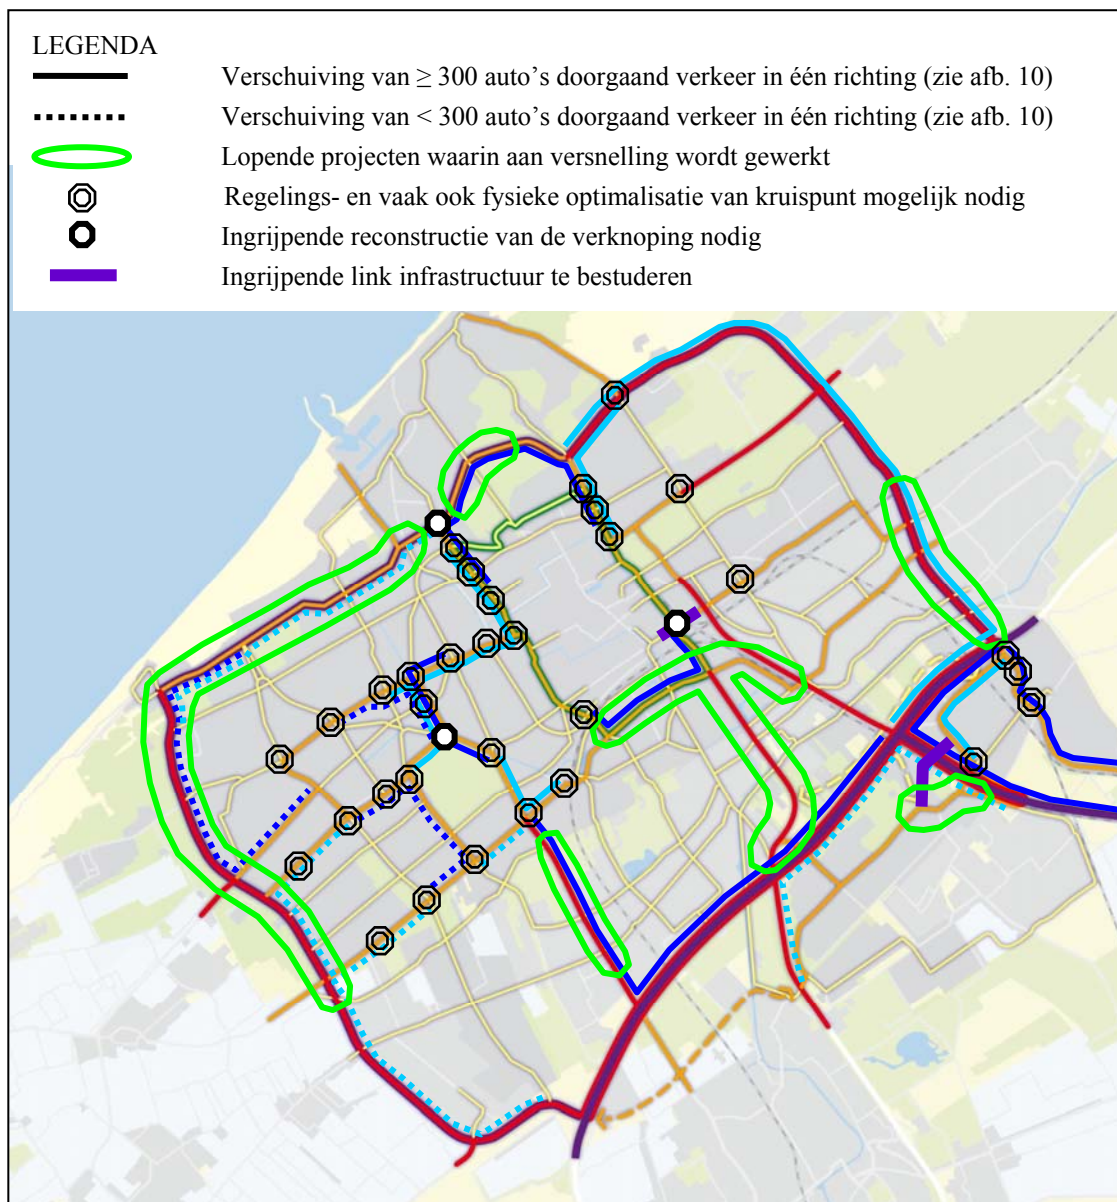 LEGENDA
Verschuiving van ≥ 300 auto’s doorgaand verkeer in één richting (zie afb. 10)
Verschuiving van < 300 auto’s doorgaand verkeer in één richting (zie afb. 10)
Lopende projecten waarin aan versnelling wordt gewerkt
Regelings- en vaak ook fysieke optimalisatie van kruispunt mogelijk nodig
Ingrijpende reconstructie van de verknoping nodig
Ingrijpende link infrastructuur te bestuderen